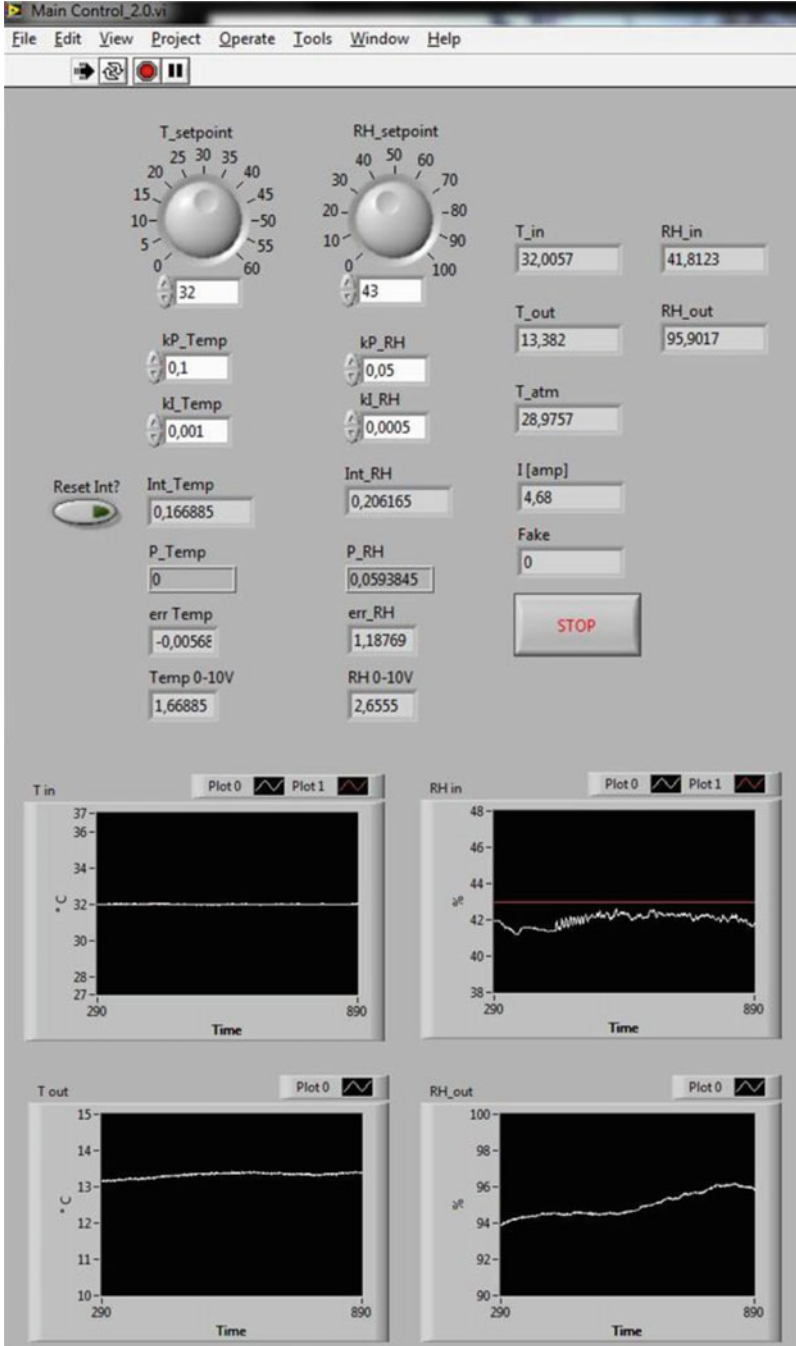 Main Control_2.0.vi
File Edit View Project Operate Tools Window Help
T_setpoint
0 5 10 15 20 25 30 35 40 45 50 55 60
32
RH_setpoint
0 10 20 30 40 50 60 70 80 90 100
43
kP_Temp
0,1
kP_RH
0,05
kI_Temp
0,001
kI_RH
0,0005
Reset Int?
Int_Temp
0,166885
Int_RH
0,206165
P_Temp
0
P_RH
0,0593845
err Temp
-0,00568
err_RH
1,18769
Temp 0-10V
1,66885
RH 0-10V
2,6555
T_in
32,0057
RH_in
41,8123
T_out
13,382
RH_out
95,9017
T_atm
28,9757
I [amp]
4,68
Fake
0
STOP
T in
Plot 0 Plot 1
37
36
34
32
30
28
27
° C
290 890
Time
RH in
Plot 0 Plot 1
48
46
44
42
40
38
%
290 890
Time
T out
Plot 0
15
14
13
12
11
10
° C
290 890
Time
RH_out
Plot 0
100
98
96
94
92
90
%
290 890
Time